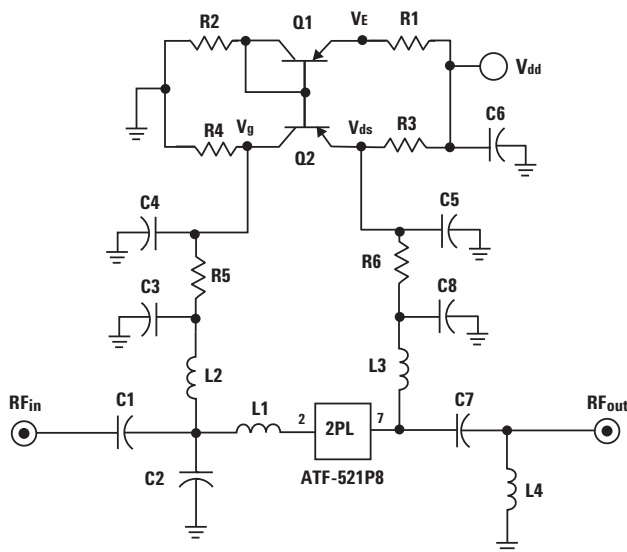 R2
Q1
VE
R1
Vdd
R4
Vg
Q2
Vds
R3
C6
C4
C5
R5
R6
C3
C8
L2
L3
RFin
C1
L1
2
2PL
7
C7
RFout
C2
ATF-521P8
L4